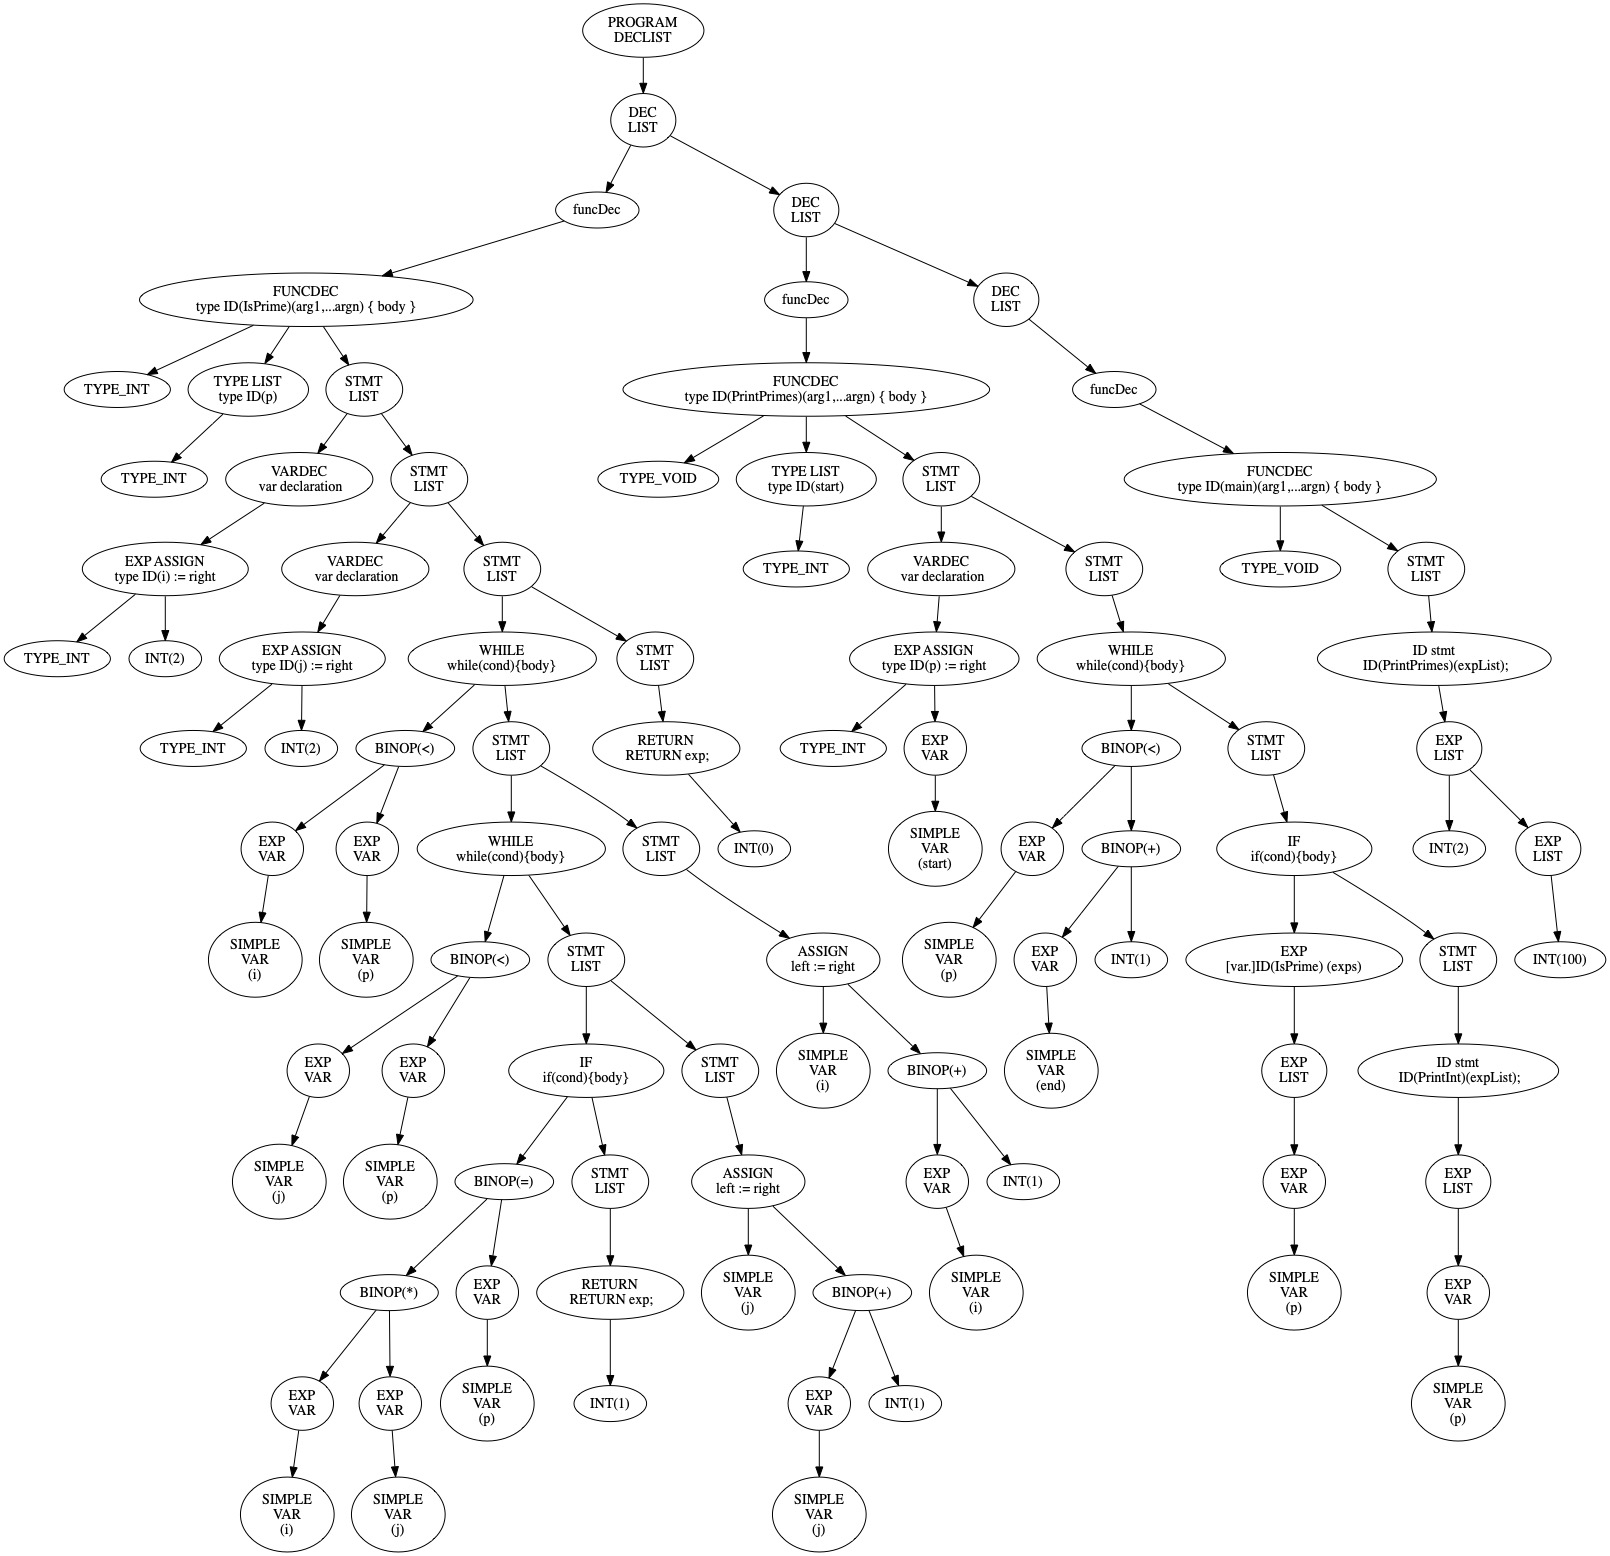 PROGRAM
DECLIST
DEC
LIST
funcDec
DEC
LIST
FUNCDEC
type ID(IsPrime)(arg1,...argn) { body }
funcDec
DEC
LIST
TYPE_INT
TYPE LIST
type ID(p)
STMT
LIST
FUNCDEC
type ID(PrintPrimes)(arg1,...argn) { body }
funcDec
TYPE_INT
VARDEC
var declaration
STMT
LIST
TYPE_VOID
TYPE LIST
type ID(start)
STMT
LIST
FUNCDEC
type ID(main)(arg1,...argn) { body }
EXP ASSIGN
type ID(i) := right
VARDEC
var declaration
STMT
LIST
TYPE_INT
VARDEC
var declaration
STMT
LIST
TYPE_VOID
STMT
LIST
TYPE_INT
INT(2)
EXP ASSIGN
type ID(j) := right
WHILE
while(cond){body}
STMT
LIST
EXP ASSIGN
type ID(p) := right
WHILE
while(cond){body}
ID stmt
ID(PrintPrimes)(expList);
TYPE_INT
INT(2)
BINOP(<)
STMT
LIST
RETURN
RETURN exp;
TYPE_INT
EXP
VAR
BINOP(<)
STMT
LIST
EXP
LIST
EXP
VAR
EXP
VAR
WHILE
while(cond){body}
STMT
LIST
INT(0)
SIMPLE
VAR
(start)
EXP
VAR
BINOP(+)
IF
if(cond){body}
INT(2)
EXP
LIST
SIMPLE
VAR
(i)
SIMPLE
VAR
(p)
BINOP(<)
STMT
LIST
ASSIGN
left := right
SIMPLE
VAR
(p)
EXP
VAR
INT(1)
EXP
[var.]ID(IsPrime) (exps)
STMT
LIST
INT(100)
EXP
VAR
EXP
VAR
IF
if(cond){body}
STMT
LIST
SIMPLE
VAR
(i)
BINOP(+)
SIMPLE
VAR
(end)
EXP
LIST
ID stmt
ID(PrintInt)(expList);
SIMPLE
VAR
(j)
SIMPLE
VAR
(p)
BINOP(=)
STMT
LIST
ASSIGN
left := right
EXP
VAR
INT(1)
EXP
VAR
EXP
LIST
BINOP(*)
EXP
VAR
RETURN
RETURN exp;
SIMPLE
VAR
(j)
BINOP(+)
SIMPLE
VAR
(i)
SIMPLE
VAR
(p)
EXP
VAR
EXP
VAR
EXP
VAR
SIMPLE
VAR
(p)
INT(1)
EXP
VAR
INT(1)
SIMPLE
VAR
(p)
SIMPLE
VAR
(i)
SIMPLE
VAR
(j)
SIMPLE
VAR
(j)